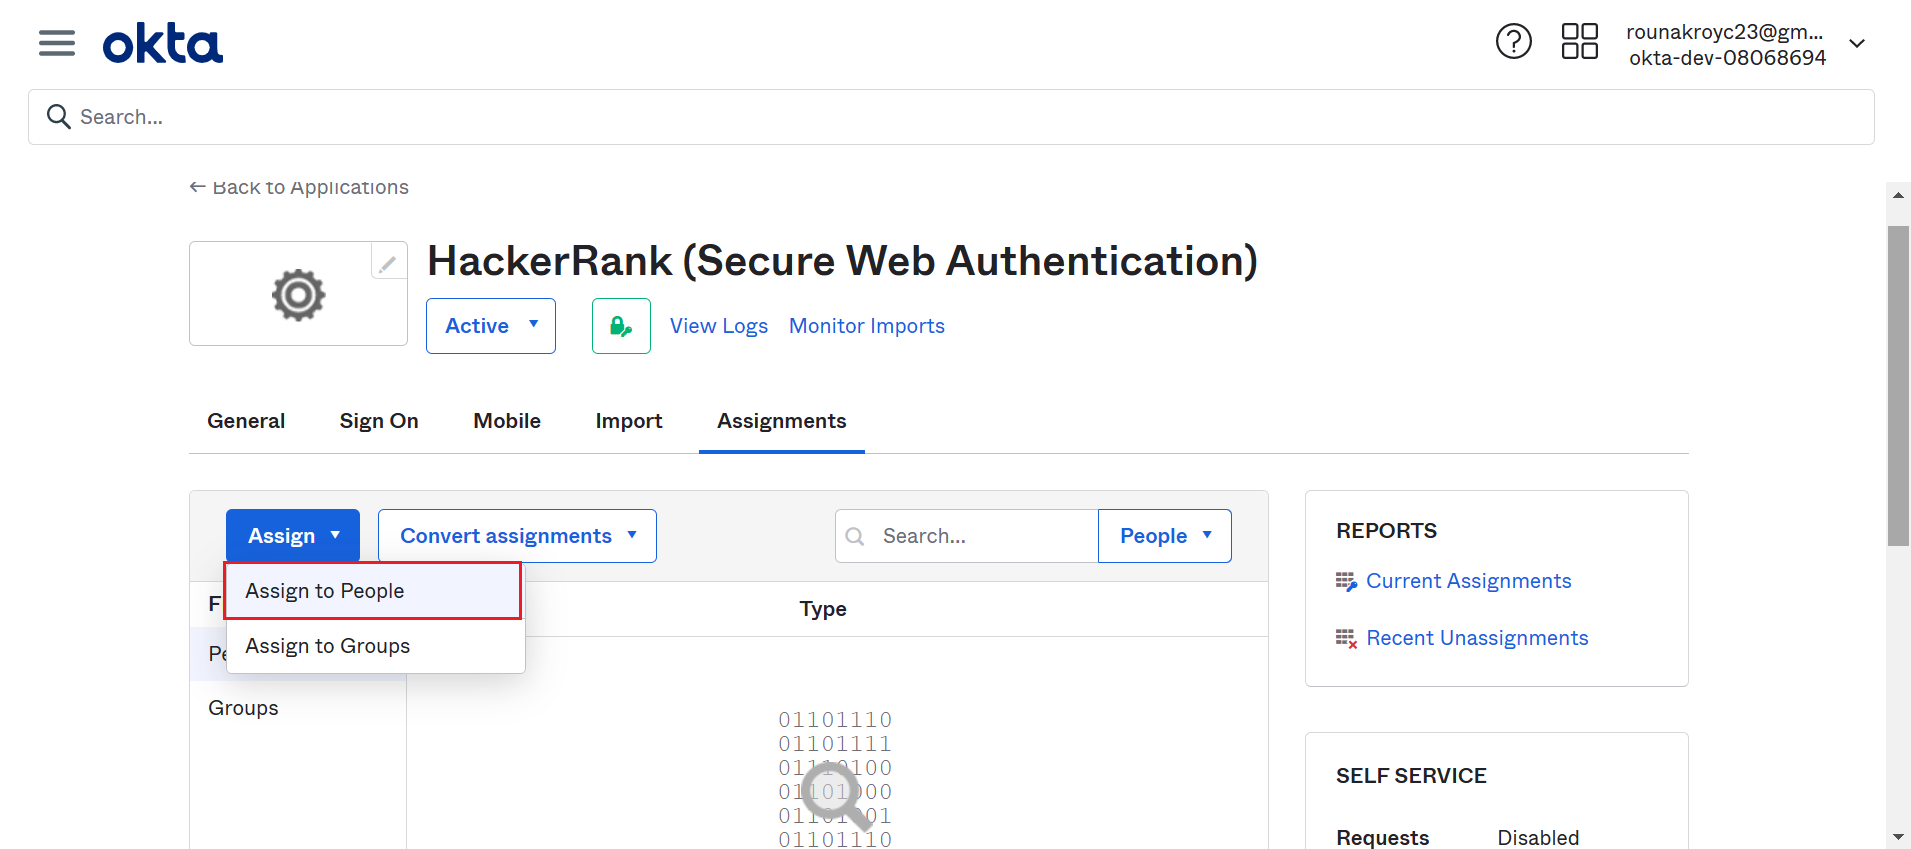 okta
rounakroyc23@gm...
okta-dev-08068694
Search...
← Back to Applications
HackerRank (Secure Web Authentication)
Active
View Logs
Monitor Imports
General
Sign On
Mobile
Import
Assignments
Assign
Convert assignments
Search...
People
Assign to People
Assign to Groups
Type
Groups
01101110
01101111
01110100
01101000
01101001
01101110
REPORTS
Current Assignments
Recent Unassignments
SELF SERVICE
Requests Disabled